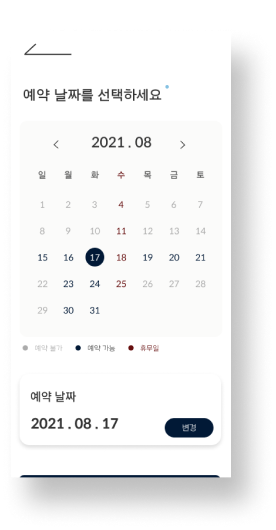 예약 날짜를 선택하세요
< 2021 . 08 >
일 월 화 수 목 금 토
1 2 3 4 5 6 7
8 9 10 11 12 13 14
15 16 17 18 19 20 21
22 23 24 25 26 27 28
29 30 31
예약 불가 예약 가능 휴무일
예약 날짜
2021 . 08 . 17 변경